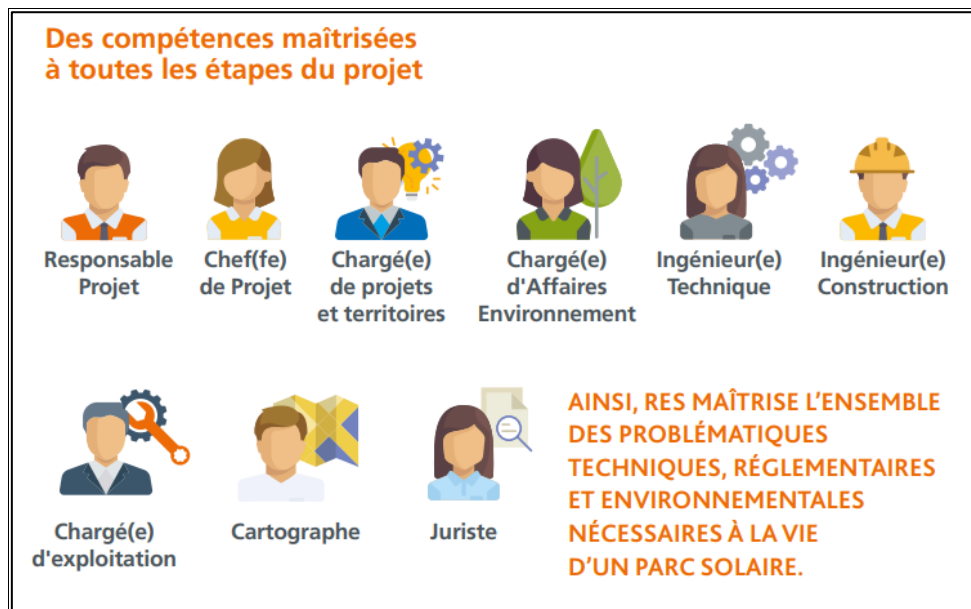 Des compétences maîtrisées
à toutes les étapes du projet
Responsable
Projet
Chef(fe)
de Projet
Chargé(e)
de projets
et territoires
Chargé(e)
d'Affaires
Environnement
Ingénieur(e)
Technique
Ingénieur(e)
Construction
Chargé(e)
d'exploitation
Cartographe
Juriste
AINSI, RES MAÎTRISE L'ENSEMBLE
DES PROBLÉMATIQUES
TECHNIQUES, RÉGLEMENTAIRES
ET ENVIRONNEMENTALES
NÉCESSAIRES À LA VIE
D'UN PARC SOLAIRE.